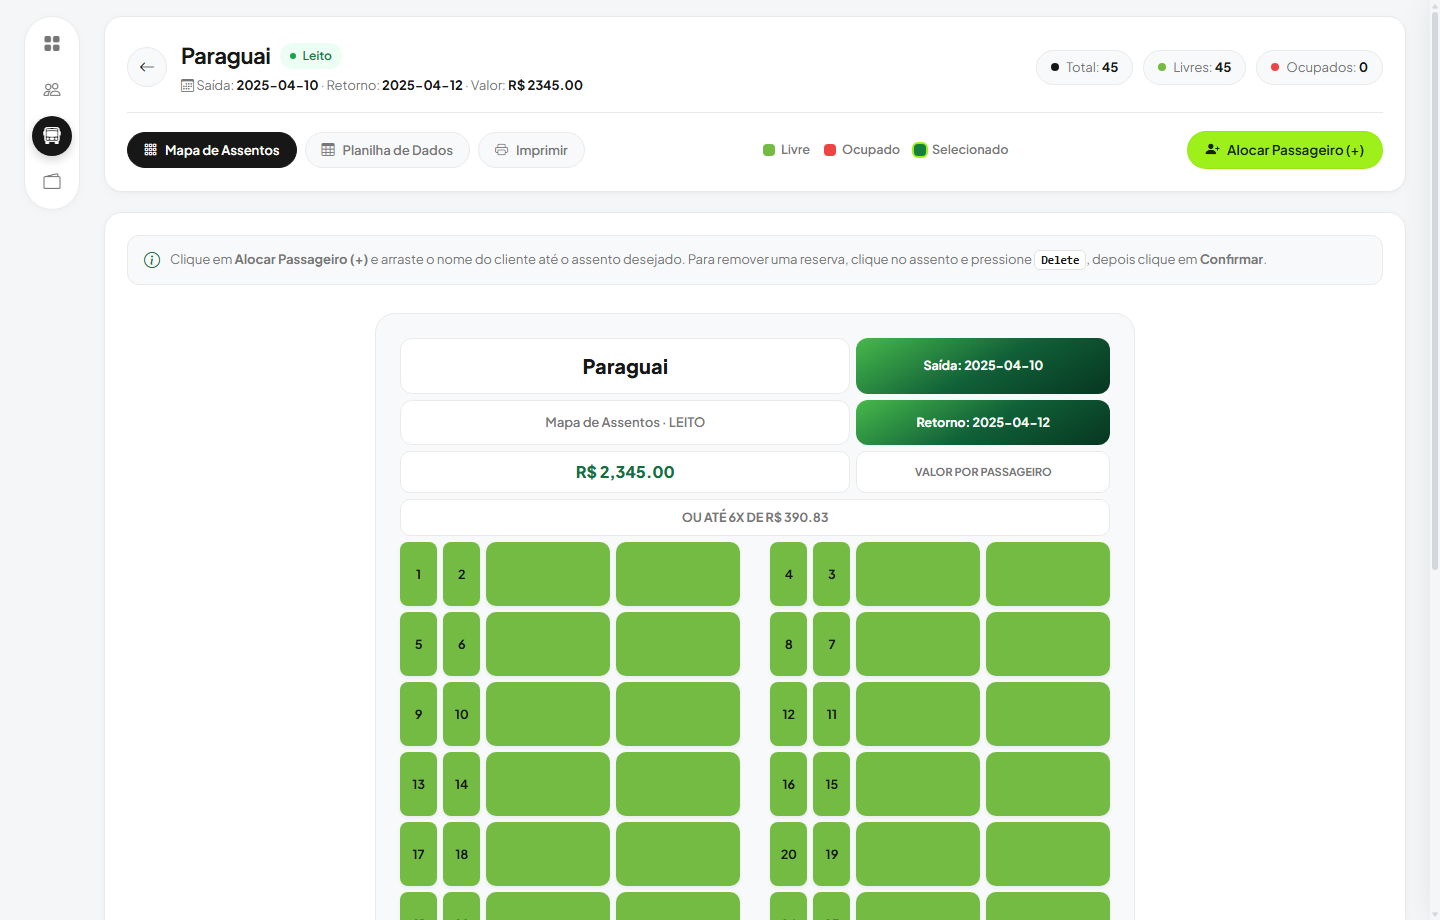 Paraguai Leito
Saída: 2025-04-10 · Retorno: 2025-04-12 · Valor: R$ 2345.00
Total: 45 Livres: 45 Ocupados: 0
Mapa de Assentos Planilha de Dados Imprimir Livre Ocupado Selecionado Alocar Passageiro (+)
Clique em Alocar Passageiro (+) e arraste o nome do cliente até o assento desejado. Para remover uma reserva, clique no assento e pressione Delete, depois clique em Confirmar.
Paraguai Saída: 2025-04-10
Mapa de Assentos · LEITO Retorno: 2025-04-12
R$ 2,345.00 VALOR POR PASSAGEIRO
OU ATÉ 6X DE R$ 390.83
1 2 4 3
5 6 8 7
9 10 12 11
13 14 16 15
17 18 20 19